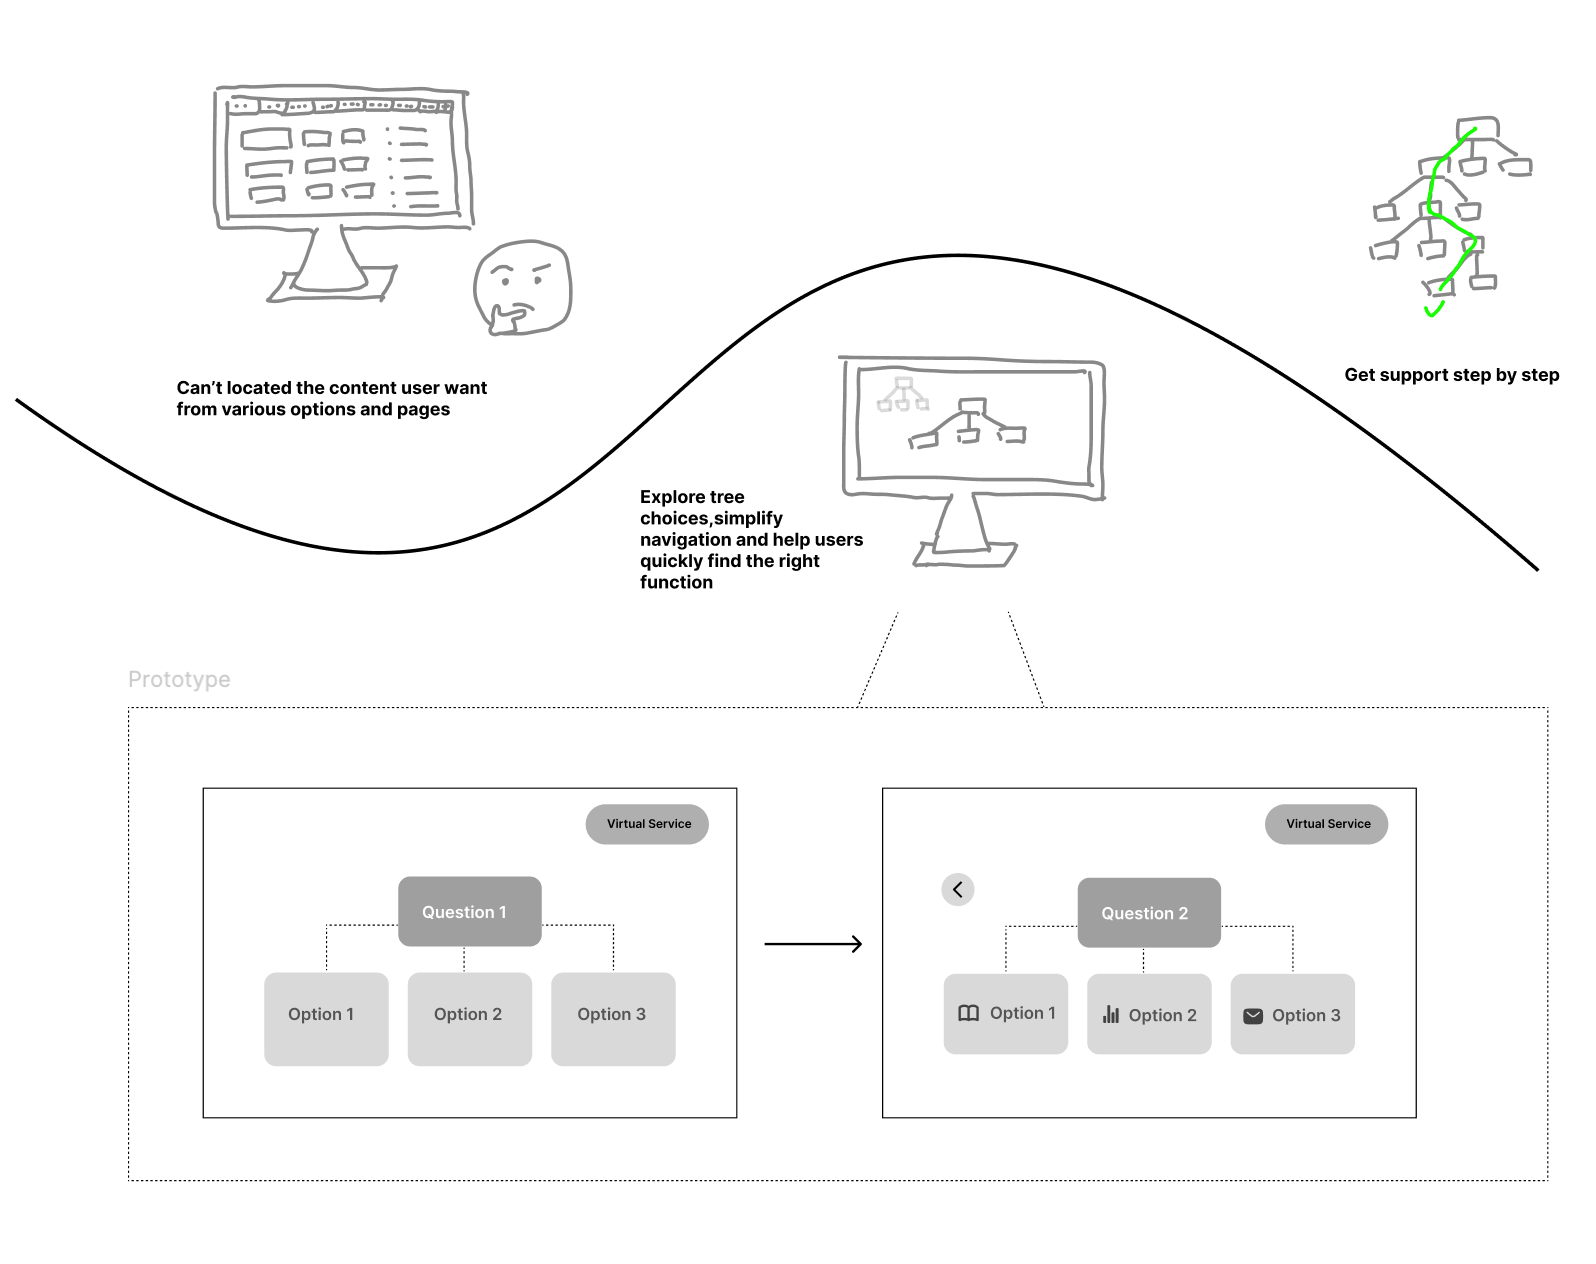 Can’t located the content user want
from various options and pages
Get support step by step
Explore tree
choices,simplify
navigation and help users
quickly find the right
function
Prototype
Virtual Service
Question 1
Option 1
Option 2
Option 3
Virtual Service
Question 2
Option 1
Option 2
Option 3